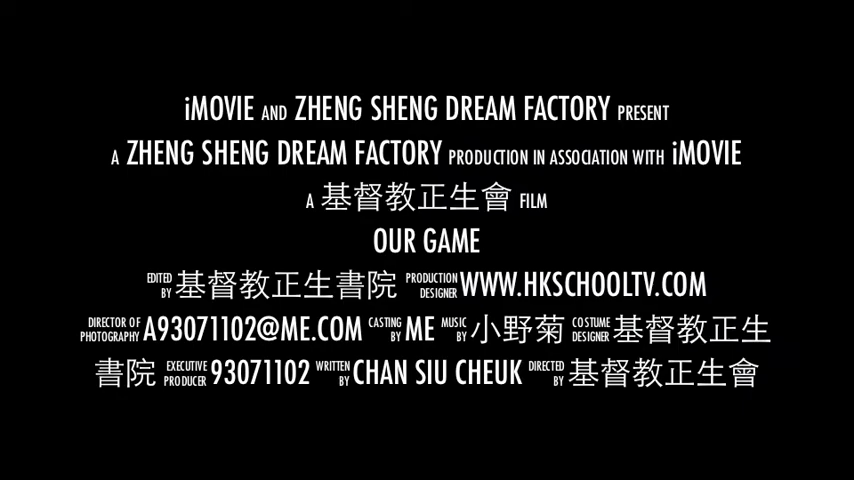 iMOVIE AND ZHENG SHENG DREAM FACTORY PRESENT
A ZHENG SHENG DREAM FACTORY PRODUCTION IN ASSOCIATION WITH iMOVIE
A 基督教正生會 FILM
OUR GAME
EDITED BY 基督教正生書院 PRODUCTION DESIGNER WWW.HKSCHOOLTV.COM
DIRECTOR OF PHOTOGRAPHY A93071102@ME.COM CASTING BY ME MUSIC BY 小野菊 COSTUME DESIGNER 基督教正生
書院 EXECUTIVE PRODUCER 93071102 WRITTEN BY CHAN SIU CHEUK DIRECTED BY 基督教正生會